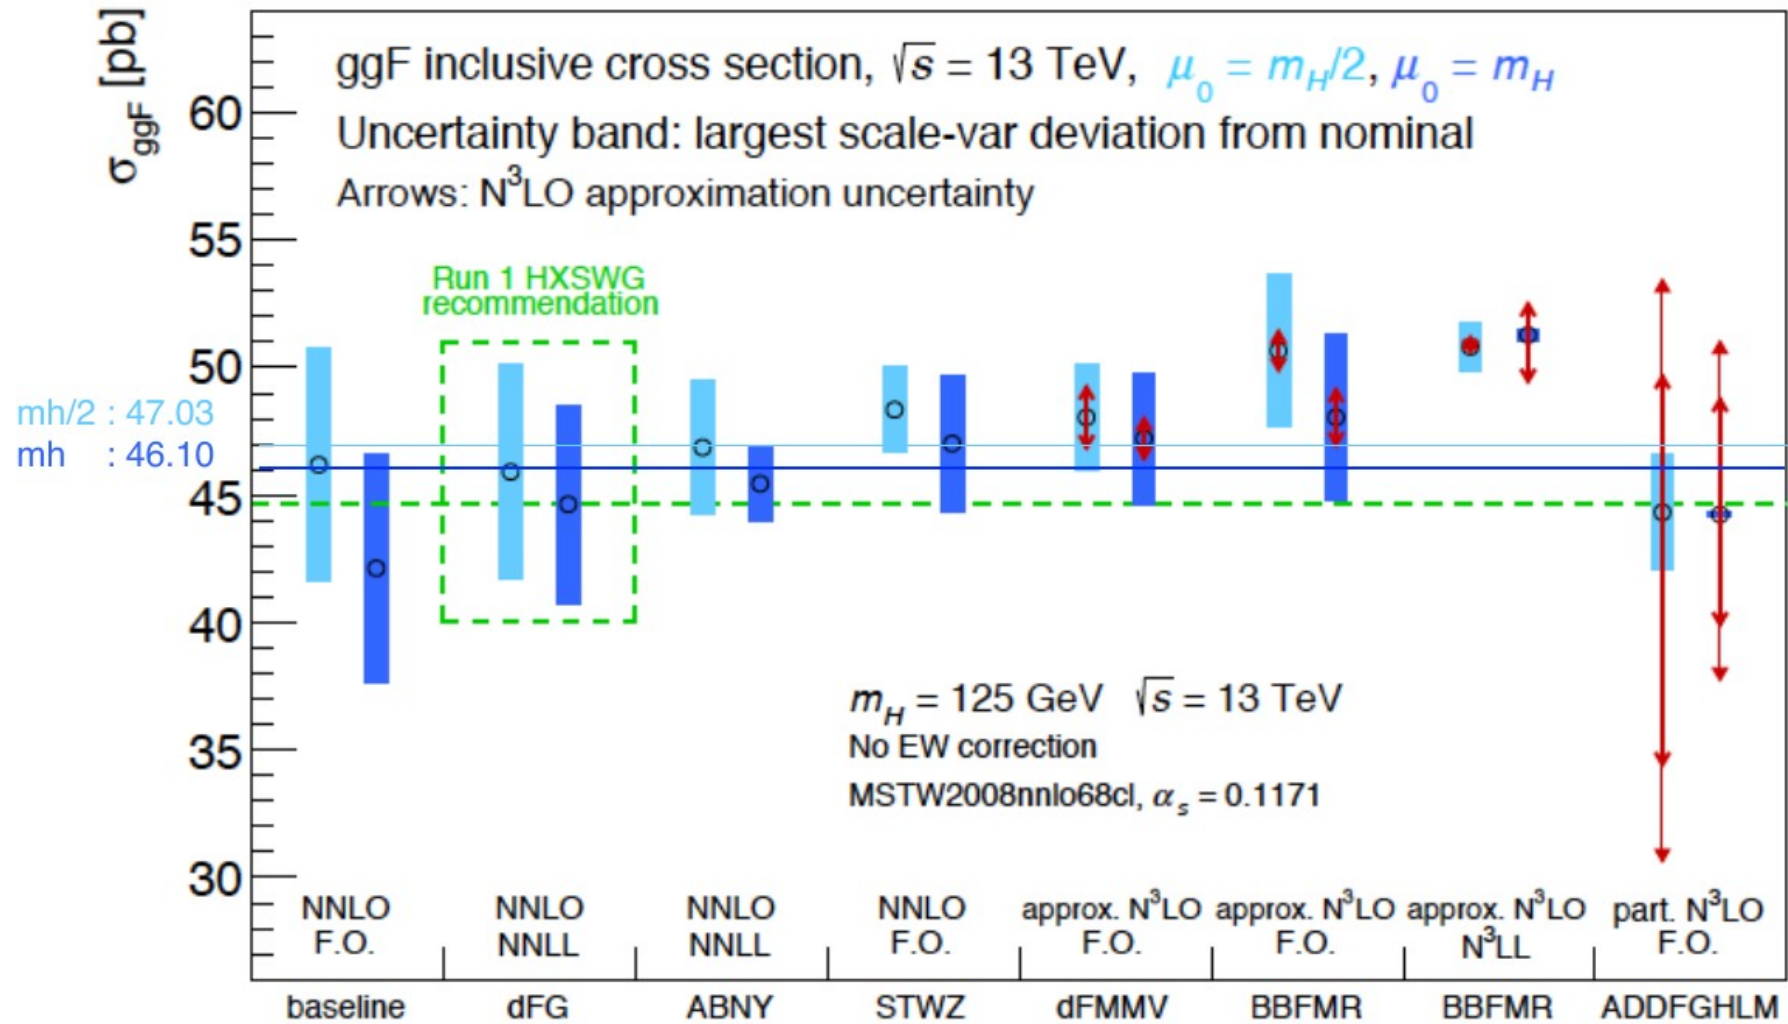 σggF [pb]
ggF inclusive cross section, √s = 13 TeV, μ0 = mH/2, μ0 = mH
Uncertainty band: largest scale-var deviation from nominal
Arrows: N³LO approximation uncertainty
60
55
50
45
40
35
30
Run 1 HXSWG
recommendation
mh/2 : 47.03
mh : 46.10
mH = 125 GeV √s = 13 TeV
No EW correction
MSTW2008nnlo68cl, αs = 0.1171
NNLO NNLO NNLO NNLO approx. N³LO approx. N³LO approx. N³LO part. N³LO
F.O. NNLL NNLL F.O. F.O. F.O. N³LL F.O.
baseline dFG ABNY STWZ dFMMV BBFMR BBFMR ADDFGHLM